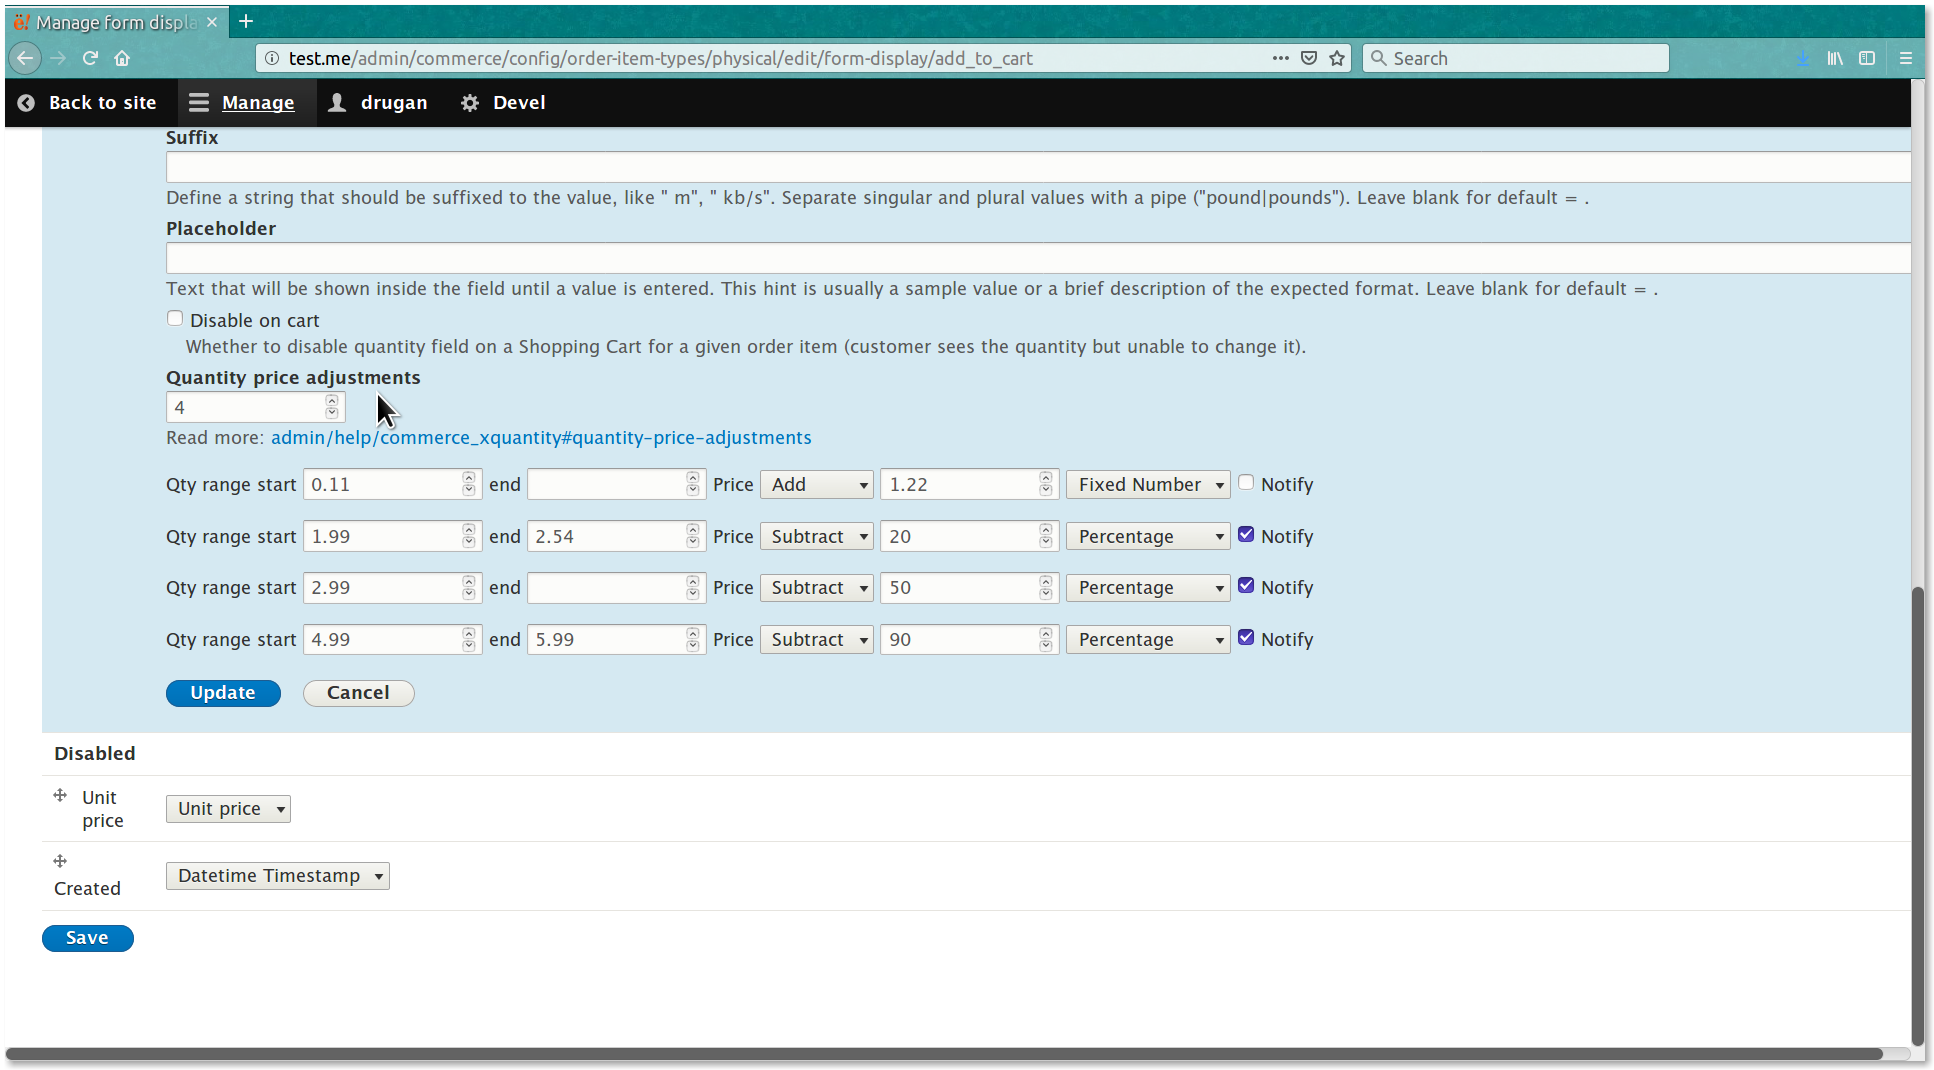 ë! Manage form displa
test.me/admin/commerce/config/order-item-types/physical/edit/form-display/add_to_cart
Search
Back to site Manage drugan Devel
Suffix
Define a string that should be suffixed to the value, like " m", " kb/s". Separate singular and plural values with a pipe ("pound|pounds"). Leave blank for default = .
Placeholder
Text that will be shown inside the field until a value is entered. This hint is usually a sample value or a brief description of the expected format. Leave blank for default = .
Disable on cart
Whether to disable quantity field on a Shopping Cart for a given order item (customer sees the quantity but unable to change it).
Quantity price adjustments
4
Read more: admin/help/commerce_xquantity#quantity-price-adjustments
Qty range start 0.11 end Price Add 1.22 Fixed Number Notify
Qty range start 1.99 end 2.54 Price Subtract 20 Percentage Notify
Qty range start 2.99 end Price Subtract 50 Percentage Notify
Qty range start 4.99 end 5.99 Price Subtract 90 Percentage Notify
Update Cancel
Disabled
Unit price Unit price
Created Datetime Timestamp
Save